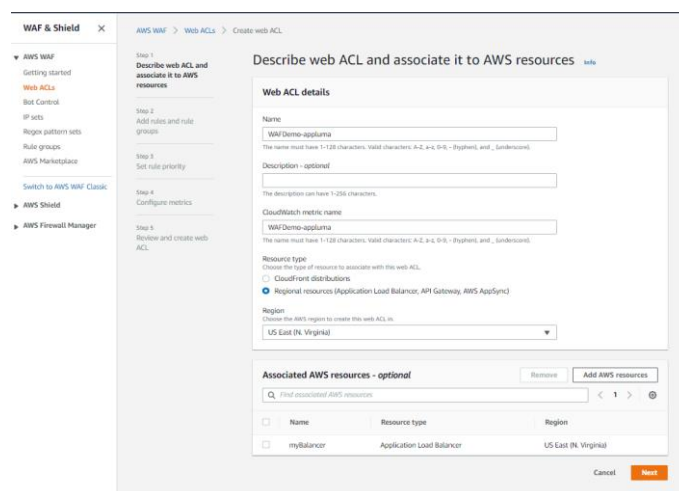 WAF & Shield
AWS WAF
Getting started
Web ACLs
Bot Control
IP sets
Regex pattern sets
Rule groups
AWS Marketplace
Switch to AWS WAF Classic
AWS Shield
AWS Firewall Manager
AWS WAF > Web ACLs > Create web ACL
Step 1
Describe web ACL and
associate it to AWS
resources
Step 2
Add rules and rule
groups
Step 3
Set rule priority
Step 4
Configure metrics
Step 5
Review and create web
ACL
Describe web ACL and associate it to AWS resources Info
Web ACL details
Name
WAFDemo-appluma
The name must have 1-128 characters. Valid characters: A-Z, a-z, 0-9, - (hyphen), and _ (underscore).
Description - optional
The description can have 1-256 characters.
CloudWatch metric name
WAFDemo-appluma
The name must have 1-128 characters. Valid characters: A-Z, a-z, 0-9, - (hyphen), and _ (underscore).
Resource type
Choose the type of resource to associate with this web ACL.
CloudFront distributions
Regional resources (Application Load Balancer, API Gateway, AWS AppSync)
Region
Choose the AWS region to create this web ACL in.
US East (N. Virginia)
Associated AWS resources - optional
Remove
Add AWS resources
Find associated AWS resources
< 1 >
Name Resource type Region
myBalancer Application Load Balancer US East (N. Virginia)
Cancel
Next